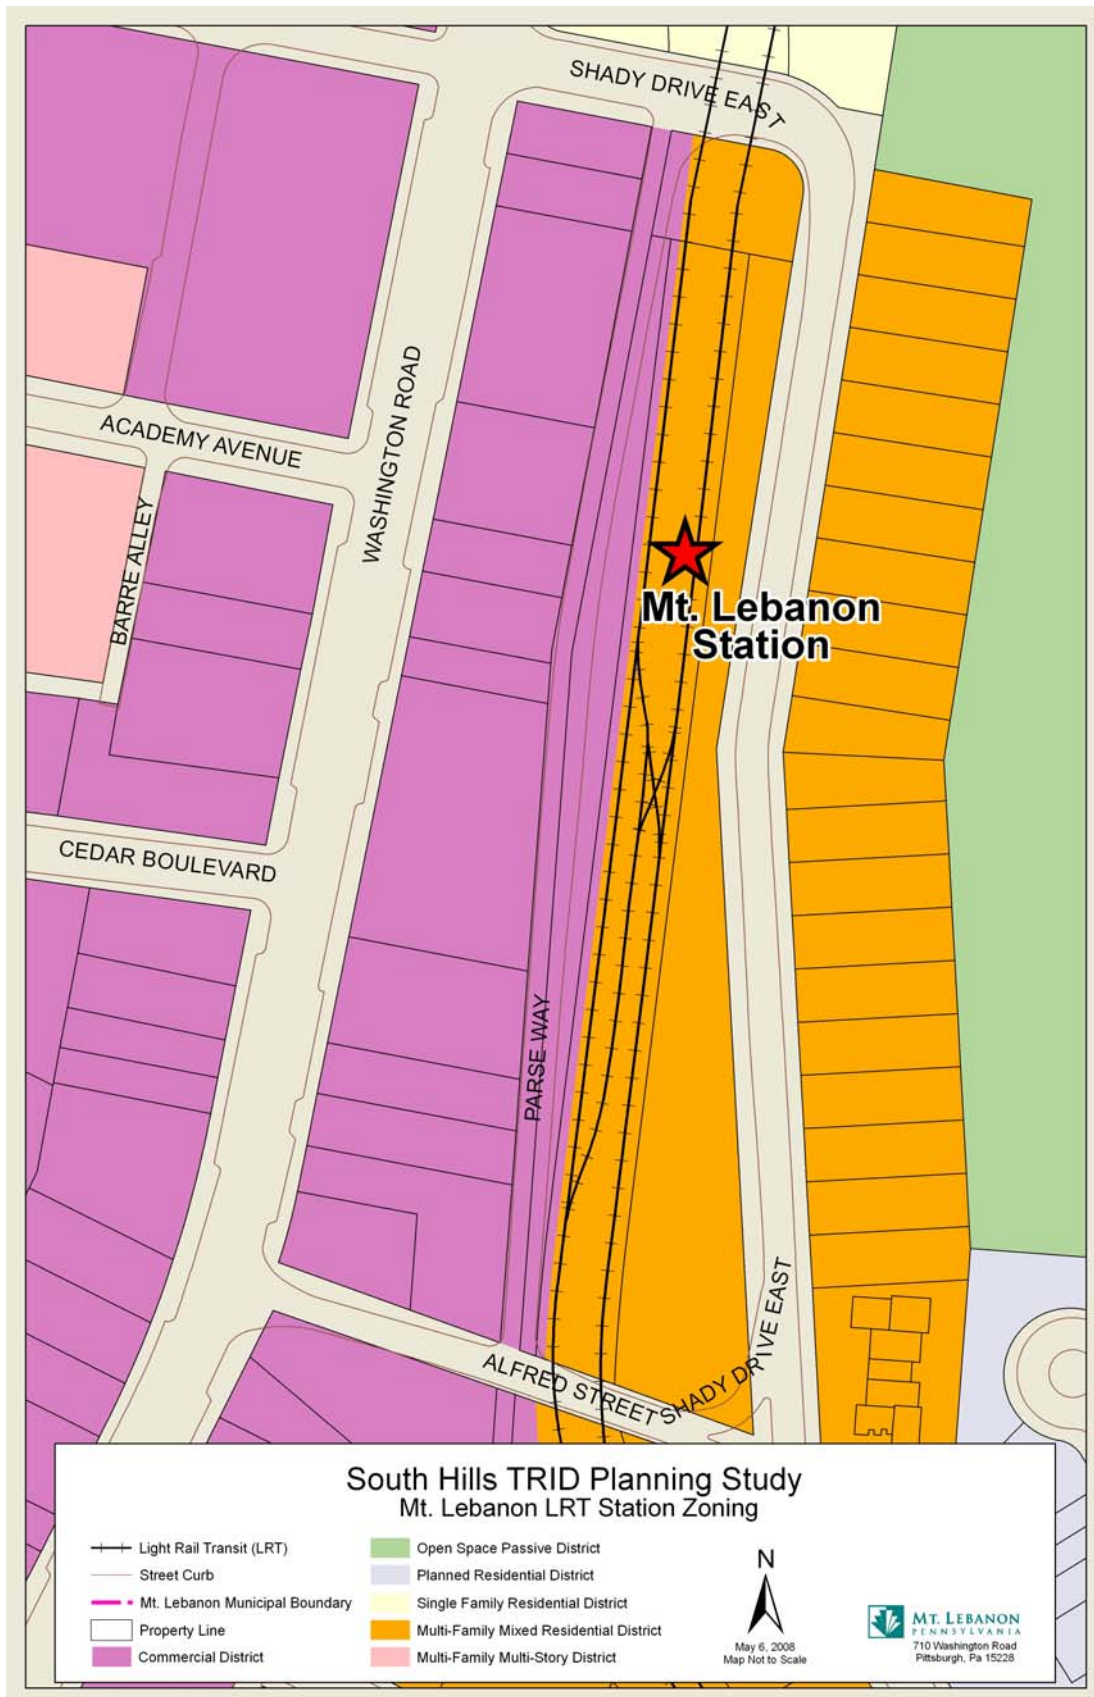 SHADY DRIVE EAST
WASHINGTON ROAD
ACADEMY AVENUE
BARRE ALLEY
Mt. Lebanon
Station
CEDAR BOULEVARD
PARSE WAY
SHADY DRIVE EAST
ALFRED STREET
South Hills TRID Planning Study
Mt. Lebanon LRT Station Zoning
Light Rail Transit (LRT)
Street Curb
Mt. Lebanon Municipal Boundary
Property Line
Commercial District
Open Space Passive District
Planned Residential District
Single Family Residential District
Multi-Family Mixed Residential District
Multi-Family Multi-Story District
N
May 6, 2008
Map Not to Scale
MT. LEBANON
PENNSYLVANIA
710 Washington Road
Pittsburgh, Pa 15228